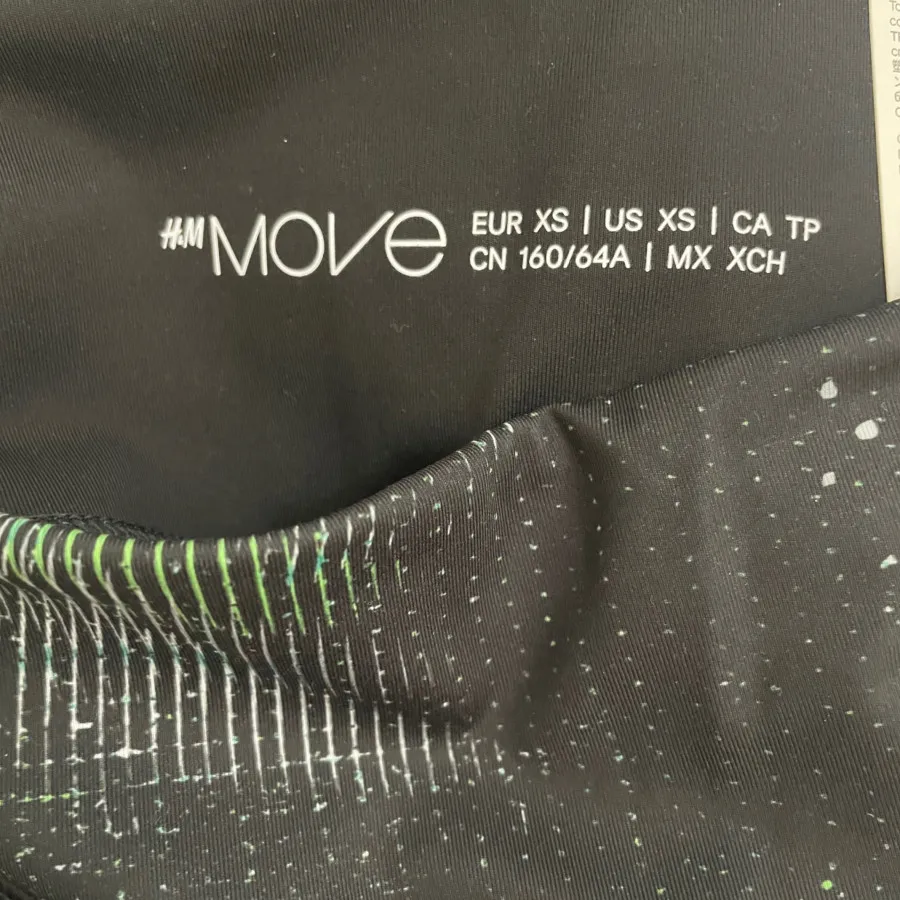 H&M MOVE EUR XS | US XS | CA TP
CN 160/64A | MX XCH